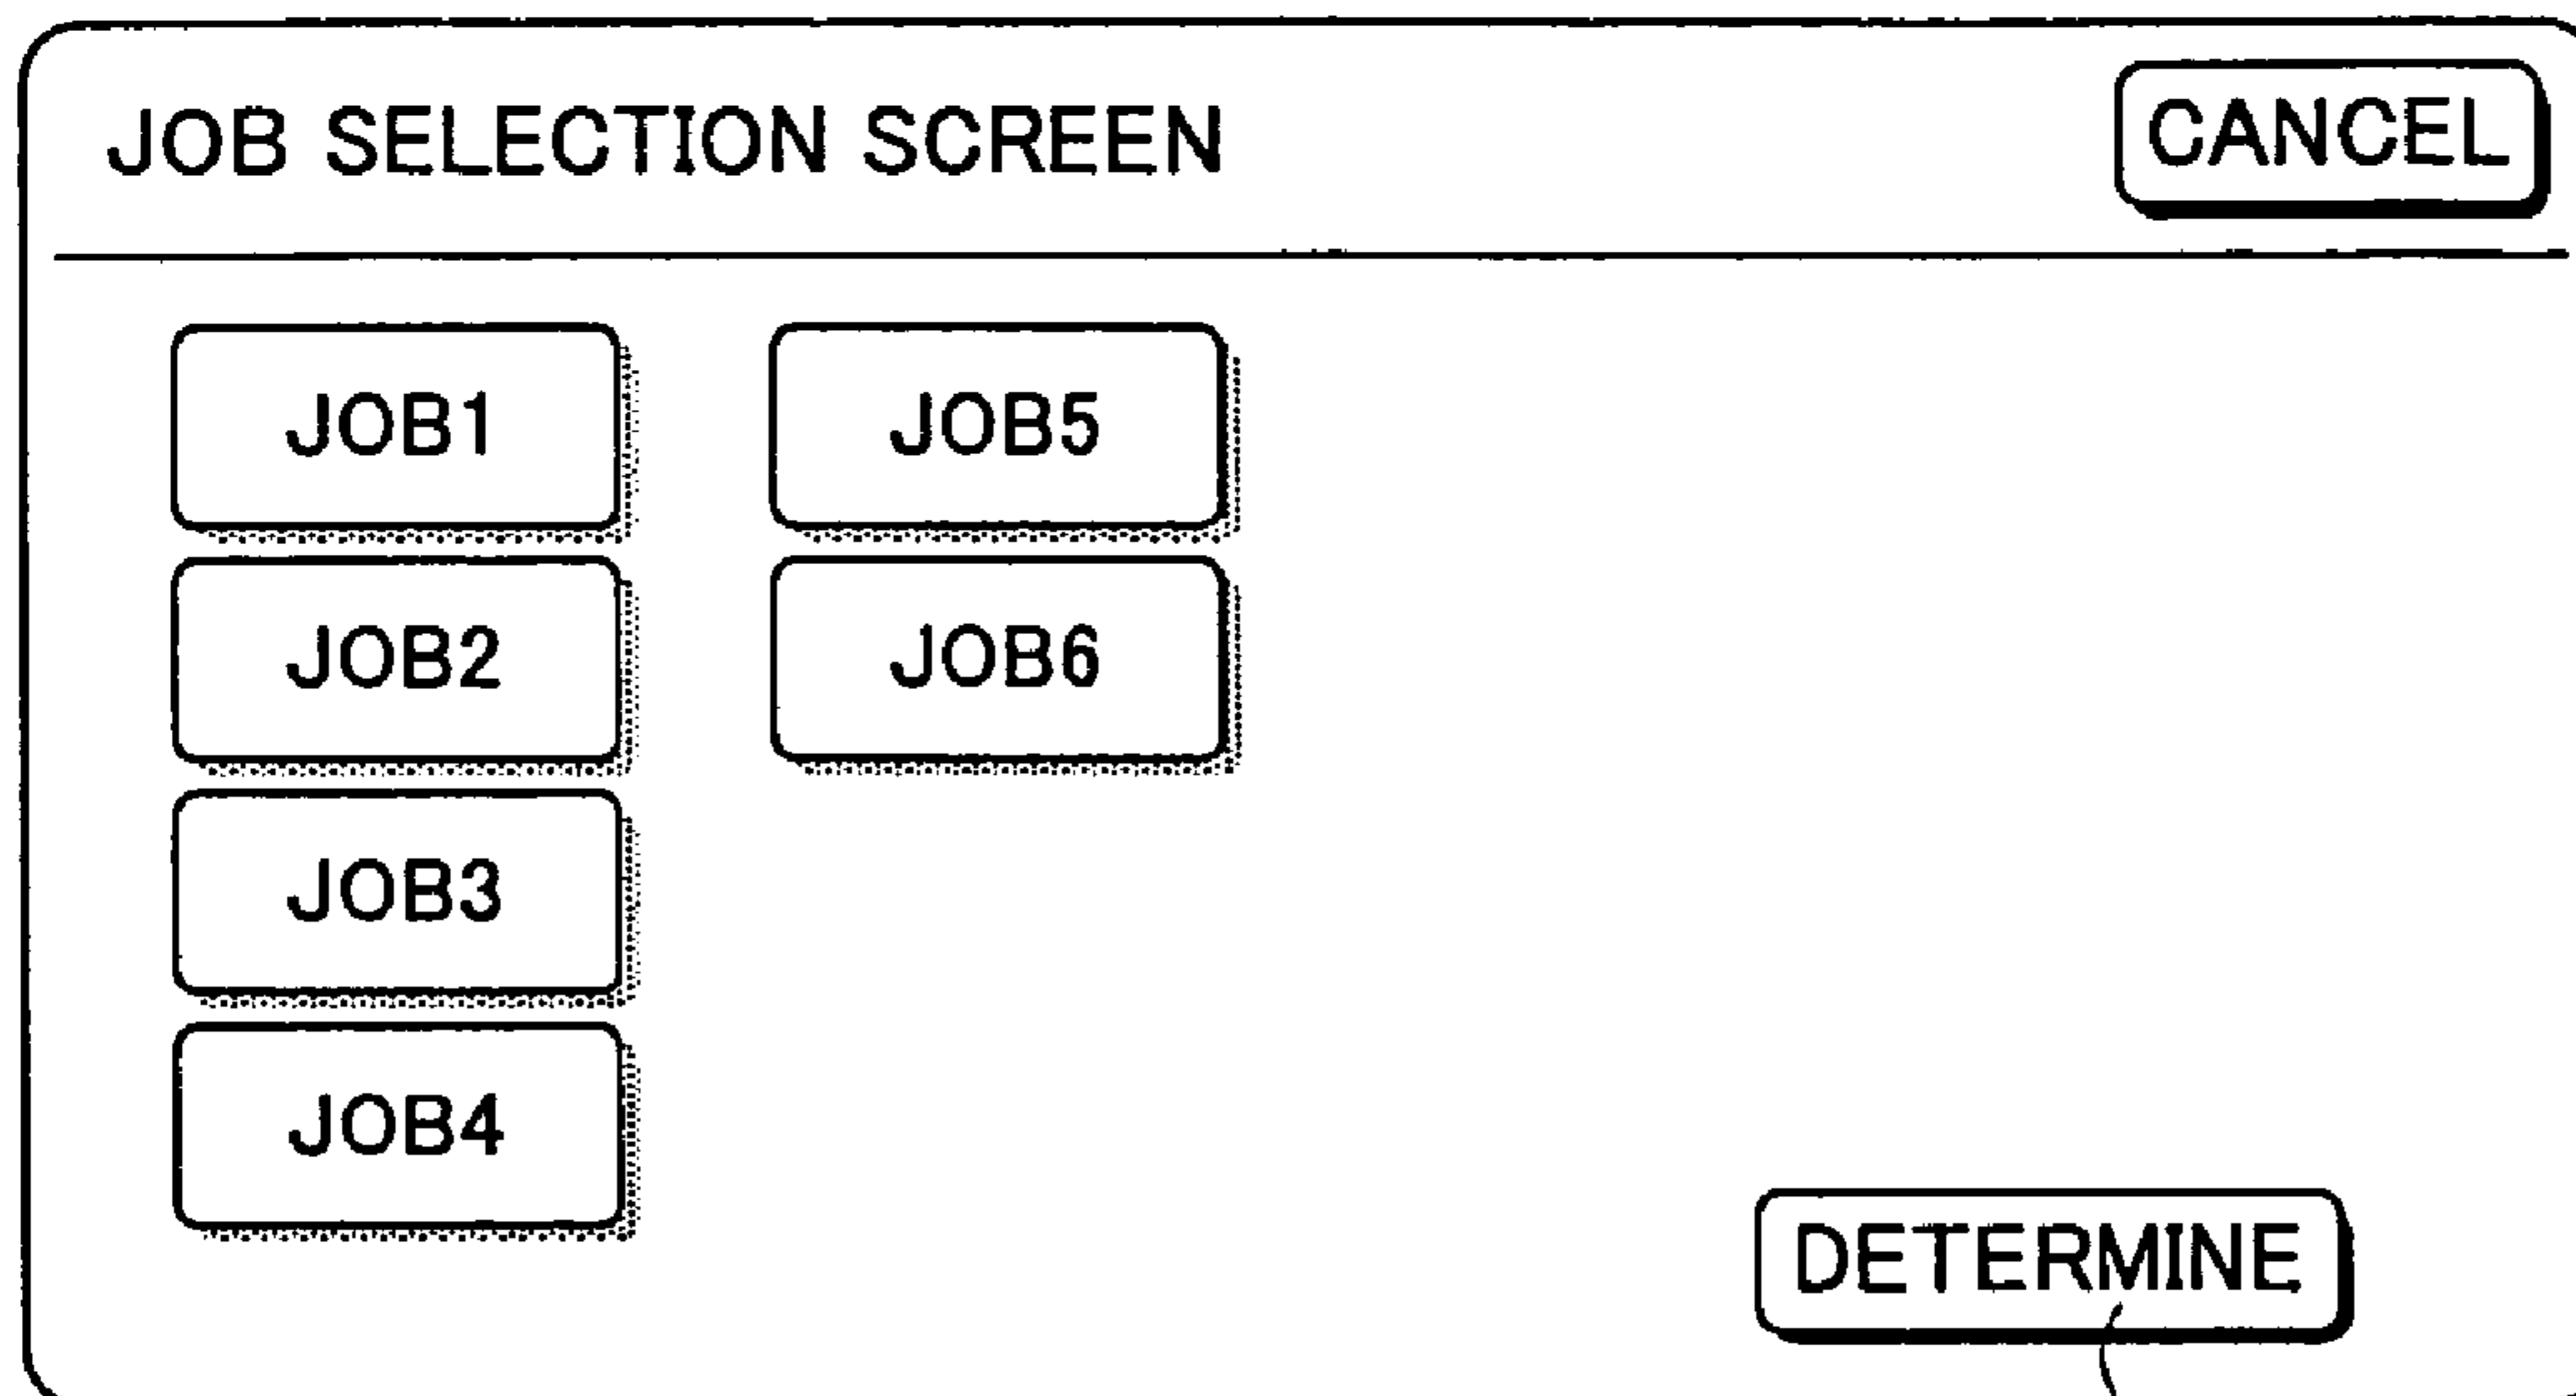 JOB SELECTION SCREEN
CANCEL
JOB1
JOB5
JOB2
JOB6
JOB3
JOB4
DETERMINE